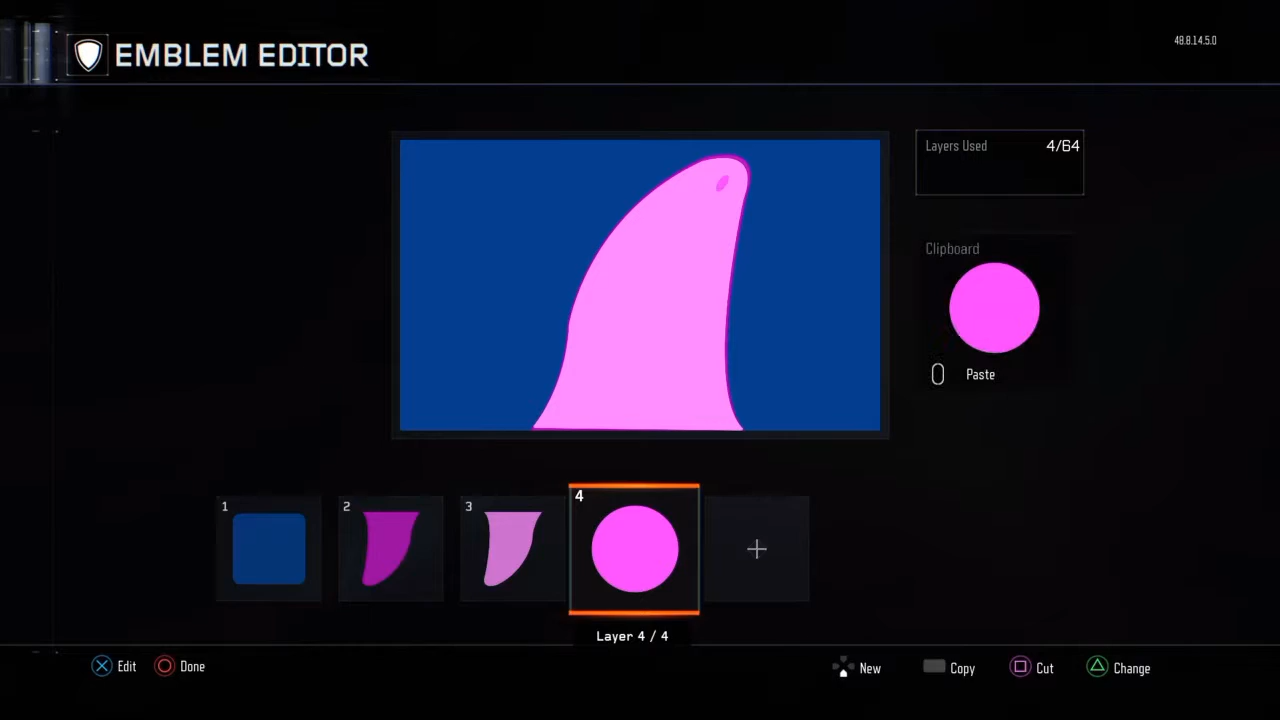 EMBLEM EDITOR
48.8.14.5.0
Layers Used 4/64
Clipboard
Paste
1
2
3
4
Layer 4 / 4
Edit Done New Copy Cut Change